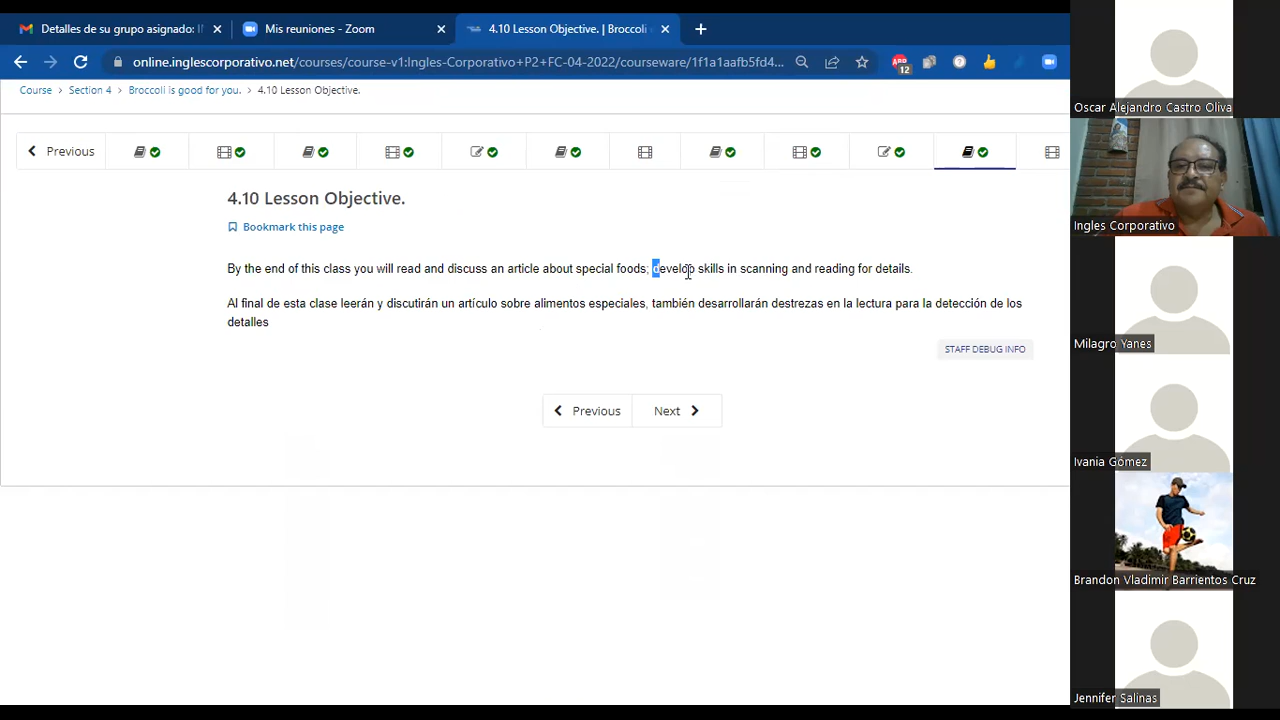 Detalles de su grupo asignado: I
Mis reuniones - Zoom
4.10 Lesson Objective. | Broccoli
online.inglescorporativo.net/courses/course-v1:Ingles-Corporativo+P2+FC-04-2022/courseware/1f1a1aafb5fd4...
ABP
12
Course
Section 4
Broccoli is good for you.
4.10 Lesson Objective.
Previous
4.10 Lesson Objective.
Bookmark this page
By the end of this class you will read and discuss an article about special foods; develop skills in scanning and reading for details.
Al final de esta clase leerán y discutirán un artículo sobre alimentos especiales, también desarrollarán destrezas en la lectura para la detección de los
detalles
STAFF DEBUG INFO
Previous
Next
Oscar Alejandro Castro Oliva
Ingles Corporativo
Milagro Yanes
Ivania Gómez
Brandon Vladimir Barrientos Cruz
Jennifer Salinas